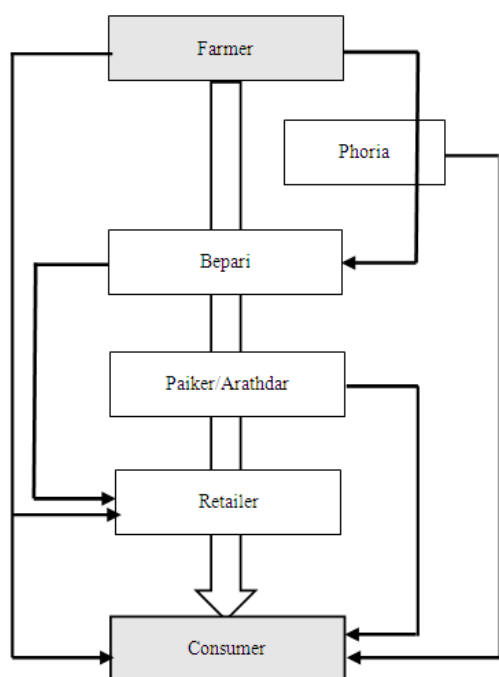 Farmer
Phoria
Bepari
Paiker/Arathdar
Retailer
Consumer